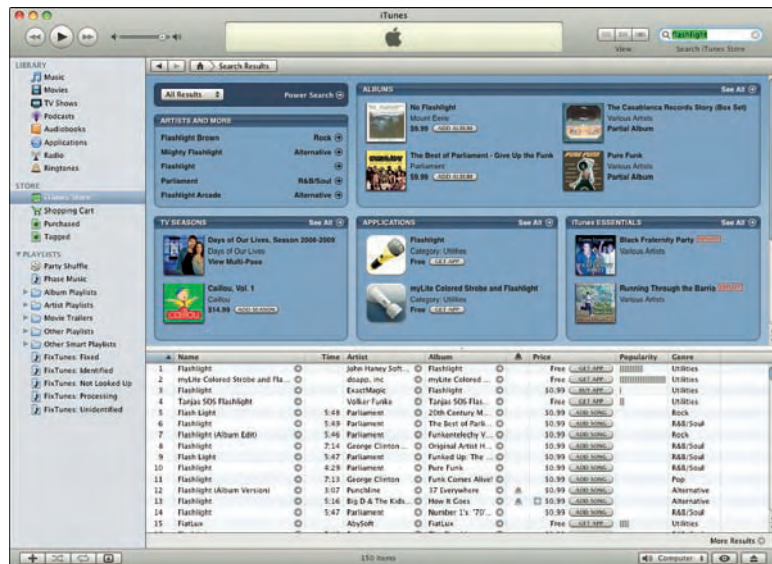 iTunes
flashlight
View
Search iTunes Store
LIBRARY
Music
Movies
TV Shows
Podcasts
Audiobooks
Applications
Radio
Ringtones
STORE
iTunes Store
Shopping Cart
Purchased
Tagged
PLAYLISTS
Party Shuffle
Phase Music
Album Playlists
Artist Playlists
Movie Trailers
Other Playlists
Other Smart Playlists
FixTunes: Fixed
FixTunes: Identified
FixTunes: Not Looked Up
FixTunes: Processing
FixTunes: Unidentified
Search Results
All Results Power Search
ARTISTS AND MORE
Flashlight Brown Rock
Miighty Flashlight Alternative
Flashlight
Parliament R&B/Soul
Flashlight Arcade Alternative
ALBUMS See All
No Flashlight
Mount Eerie
$9.99 ADD ALBUM
The Casablanca Records Story (Box Set)
Various Artists
Partial Album
The Best of Parliament - Give Up the Funk
Parliament
$9.99 ADD ALBUM
Pure Funk
Various Artists
Partial Album
TV SEASONS See All
Days of Our Lives, Season 2008-2009
Days of Our Lives
View Multi-Pass
Caillou, Vol. 1
Caillou
$14.99 ADD SEASON
APPLICATIONS See All
Flashlight
Category: Utilities
Free GET APP
myLite Colored Strobe and Flashlight
Category: Utilities
Free GET APP
iTunes ESSENTIALS See All
Black Fraternity Party
Various Artists
Running Through the Barrio
Various Artists
Name Time Artist Album Price Popularity Genre
1 Flashlight John Haney Soft... Flashlight Free GET APP Utilities
2 myLite Colored Strobe and Fla... doapp, inc myLite Colored ... Free GET APP Utilities
3 Flashlight ExactMagic Flashlight $0.99 BUY APP Utilities
4 Tanjas SOS Flashlight Volker Funke Tanjas SOS Flas... $0.99 BUY APP Utilities
5 Flash Light 5:48 Parliament 20th Century M... $0.99 ADD SONG Rock
6 Flashlight 5:49 Parliament The Best of Parli... $0.99 ADD SONG R&B/Soul
7 Flashlight (Album Edit) 5:46 Parliament Funkentelechy V... $0.99 ADD SONG Rock
8 Flashlight 7:14 George Clinton ... Original Artist H... $0.99 ADD SONG R&B/Soul
9 Flash Light 5:47 Parliament Funked Up: The ... $0.99 ADD SONG R&B/Soul
10 Flashlight 4:29 Parliament Pure Funk $0.99 ADD SONG R&B/Soul
11 Flashlight 7:13 George Clinton Funk Comes Alive! $0.99 ADD SONG Pop
12 Flashlight (Album Version) 3:07 Punchline 37 Everywhere $0.99 ADD SONG Alternative
13 Flashlight 5:16 Big D & The Kids... How It Goes $0.99 ADD SONG Alternative
14 Flashlight 5:47 Parliament Number 1's: '70'... $0.99 ADD SONG R&B/Soul
15 FlatLux AbySoft FlatLux Free GET APP Utilities
More Results
150 items
Computer